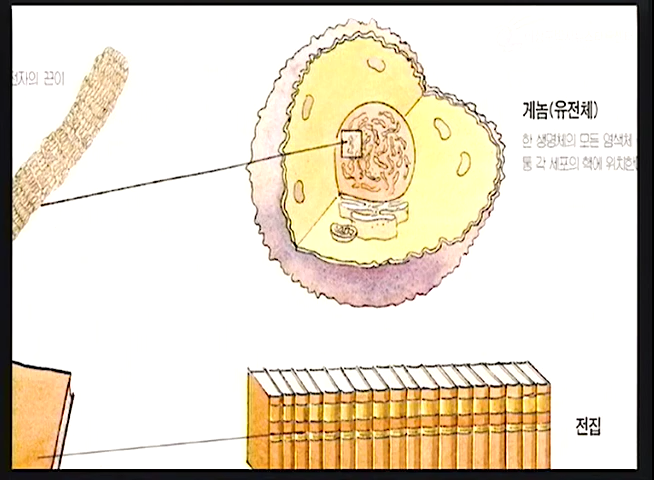 전자의 끈이
게놈(유전체)
한 생명체의 모든 염색체
통 각 세포의 핵에 위치한
전집